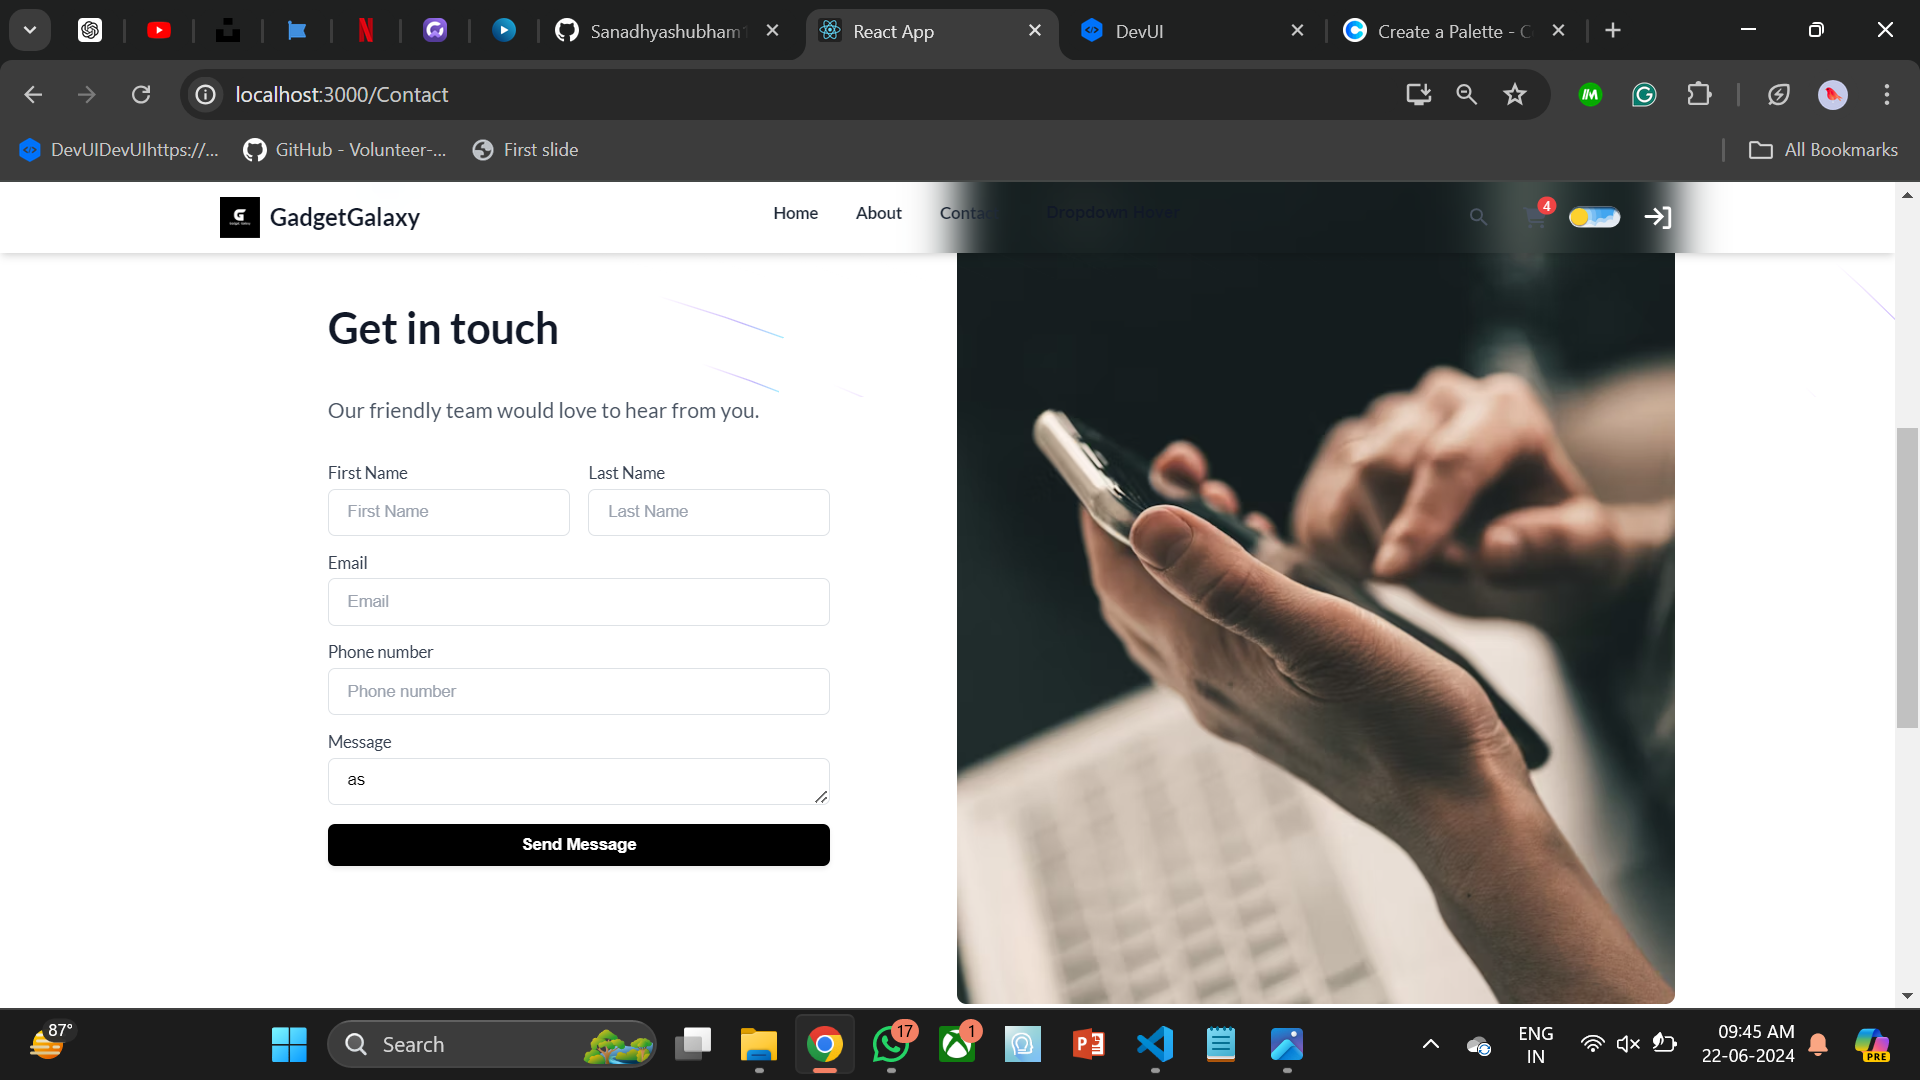 Sanadhyashubham
React App
DevUI
Create a Palette - C
localhost:3000/Contact
DevUIDevUIhttps://...
GitHub - Volunteer-...
First slide
All Bookmarks
G
GadgetGalaxy
Home
About
Contac
Dropdown Hover
4
Get in touch
Our friendly team would love to hear from you.
First Name
Last Name
First Name
Last Name
Email
Email
Phone number
Phone number
Message
as
Send Message
87°
Search
17
1
ENG
IN
09:45 AM
22-06-2024
PRE